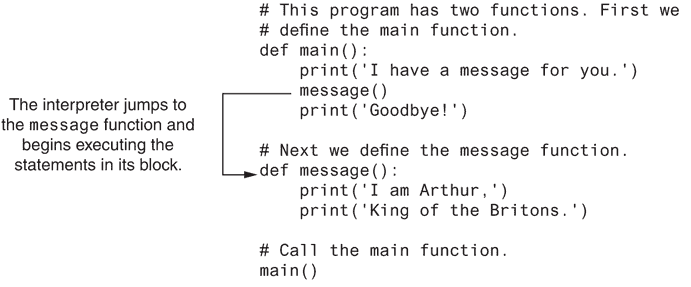 # This program has two functions. First we
# define the main function.
def main():
    print('I have a message for you.')
    message()
    print('Goodbye!')
The interpreter jumps to
the message function and
begins executing the
statements in its block.
# Next we define the message function.
def message():
    print('I am Arthur,')
    print('King of the Britons.')
# Call the main function.
main()